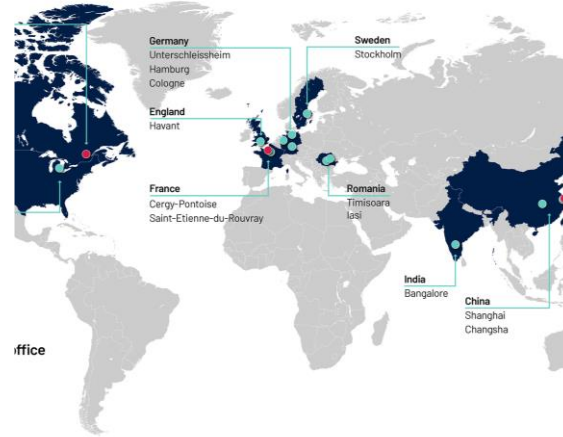 Germany
Unterschleissheim
Hamburg
Cologne
Sweden
Stockholm
England
Havant
France
Cergy-Pontoise
Saint-Etienne-du-Rouvray
Romania
Timisoara
Iasi
India
Bangalore
China
Shanghai
Changsha
office